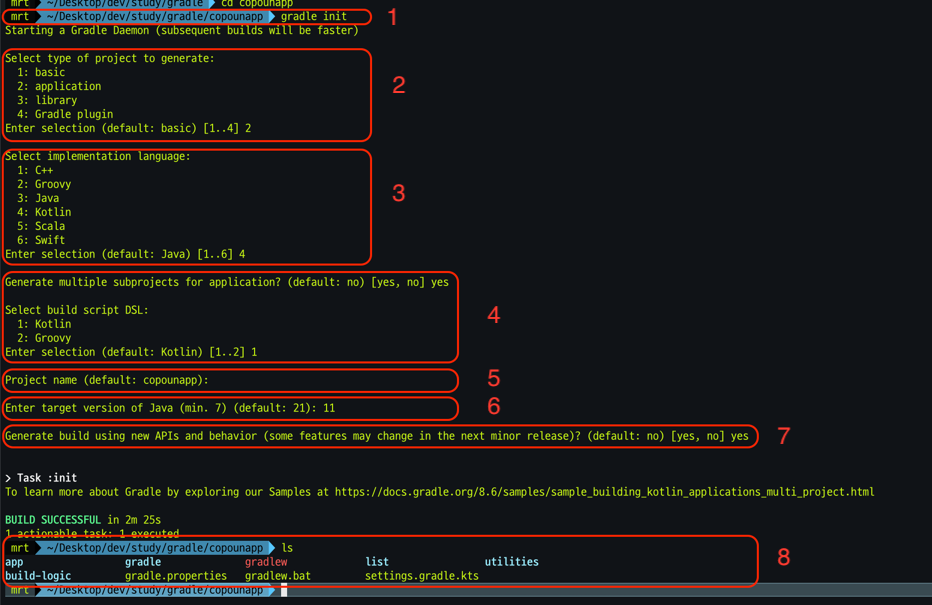 mrt ~/Desktop/dev/study/gradle cd copounapp
mrt ~/Desktop/dev/study/gradle/copounapp gradle init 1
Starting a Gradle Daemon (subsequent builds will be faster)
Select type of project to generate:
1: basic
2: application 2
3: library
4: Gradle plugin
Enter selection (default: basic) [1..4] 2
Select implementation language:
1: C++
2: Groovy
3: Java 3
4: Kotlin
5: Scala
6: Swift
Enter selection (default: Java) [1..6] 4
Generate multiple subprojects for application? (default: no) [yes, no] yes
Select build script DSL: 4
1: Kotlin
2: Groovy
Enter selection (default: Kotlin) [1..2] 1
Project name (default: copounapp): 5
Enter target version of Java (min. 7) (default: 21): 11 6
Generate build using new APIs and behavior (some features may change in the next minor release)? (default: no) [yes, no] yes 7
> Task :init
To learn more about Gradle by exploring our Samples at https://docs.gradle.org/8.6/samples/sample_building_kotlin_applications_multi_project.html
BUILD SUCCESSFUL in 2m 25s
1 actionable task: 1 executed
mrt ~/Desktop/dev/study/gradle/copounapp ls
app gradle gradlew list utilities 8
build-logic gradle.properties gradlew.bat settings.gradle.kts
mrt ~/Desktop/dev/study/gradle/copounapp